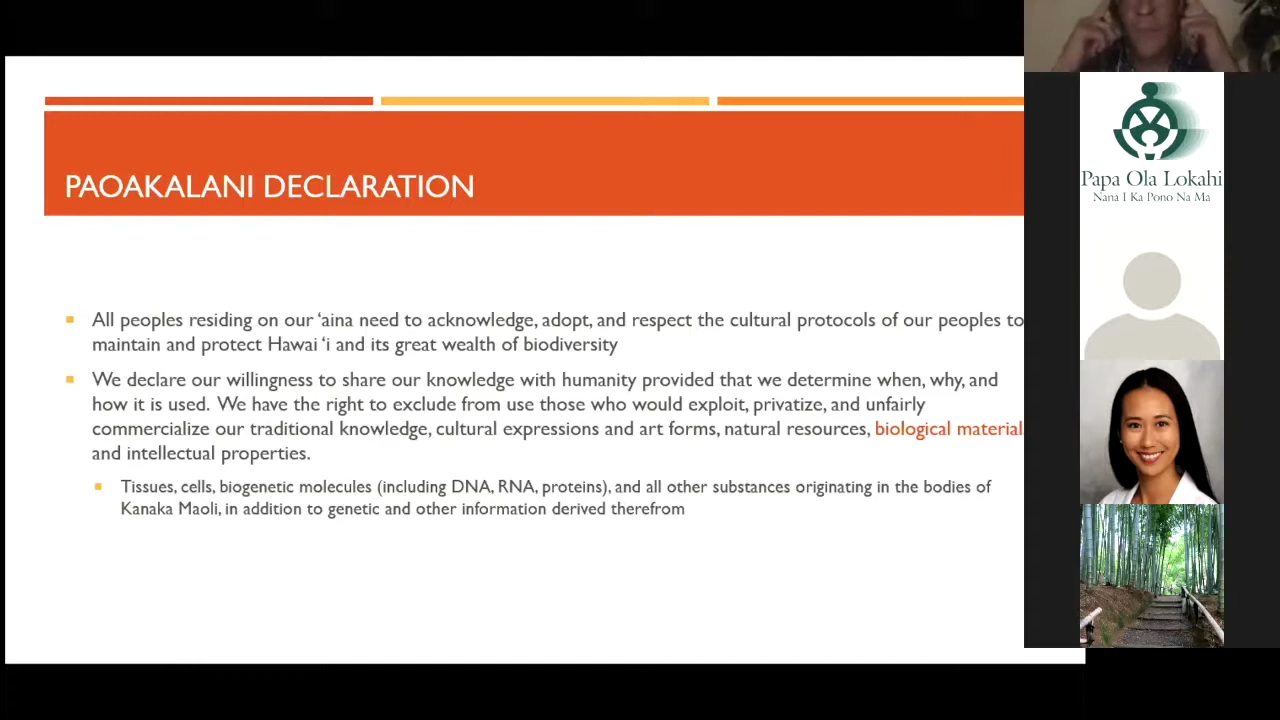 PAOAKALANI DECLARATION
All peoples residing on our ‘aina need to acknowledge, adopt, and respect the cultural protocols of our peoples to
maintain and protect Hawai ‘i and its great wealth of biodiversity
We declare our willingness to share our knowledge with humanity provided that we determine when, why, and
how it is used. We have the right to exclude from use those who would exploit, privatize, and unfairly
commercialize our traditional knowledge, cultural expressions and art forms, natural resources, biological material
and intellectual properties.
Tissues, cells, biogenetic molecules (including DNA, RNA, proteins), and all other substances originating in the bodies of
Kanaka Maoli, in addition to genetic and other information derived therefrom
Papa Ola Lokahi
Nana I Ka Pono Na Ma